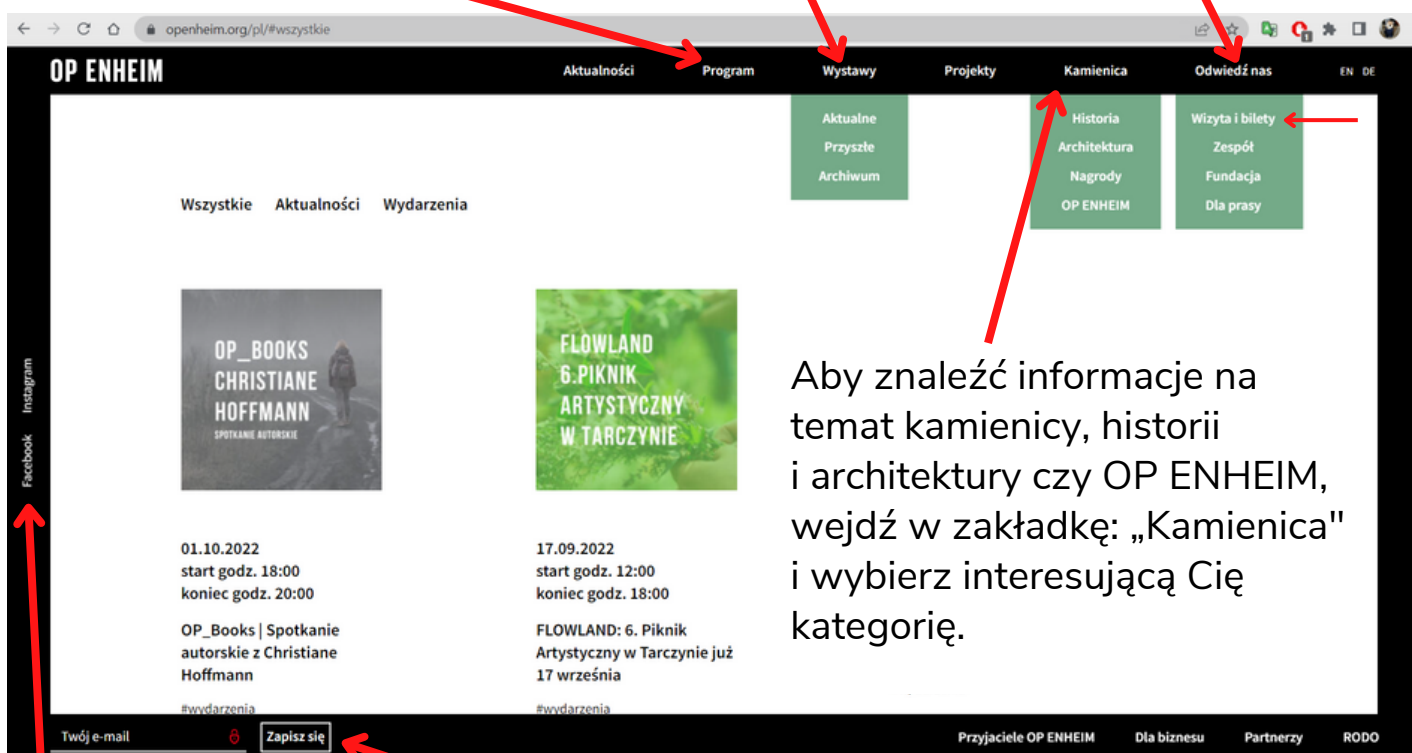 openheim.org/pl/#wszystkie
1
OP ENHEIM
Aktualności Program Wystawy Projekty Kamienica Odwiedź nas EN DE
Aktualne
Przyszłe
Archiwum
Historia
Architektura
Nagrody
OP ENHEIM
Wizyta i bilety
Zespół
Fundacja
Dla prasy
Wszystkie Aktualności Wydarzenia
OP_BOOKS
CHRISTIANE
HOFFMANN
SPOTKANIE AUTORSKIE
FLOWLAND
6.PIKNIK
ARTYSTYCZNY
W TARCZYNIE
Instagram
Facebook
Aby znaleźć informacje na
temat kamienicy, historii
i architektury czy OP ENHEIM,
wejdź w zakładkę: „Kamienica"
i wybierz interesującą Cię
kategorię.
01.10.2022
start godz. 18:00
koniec godz. 20:00
OP_Books | Spotkanie
autorskie z Christiane
Hoffmann
#wydarzenia
17.09.2022
start godz. 12:00
koniec godz. 18:00
FLOWLAND: 6. Piknik
Artystyczny w Tarczynie już
17 września
#wydarzenia
Twój e-mail Zapisz się Przyjaciele OP ENHEIM Dla biznesu Partnerzy RODO